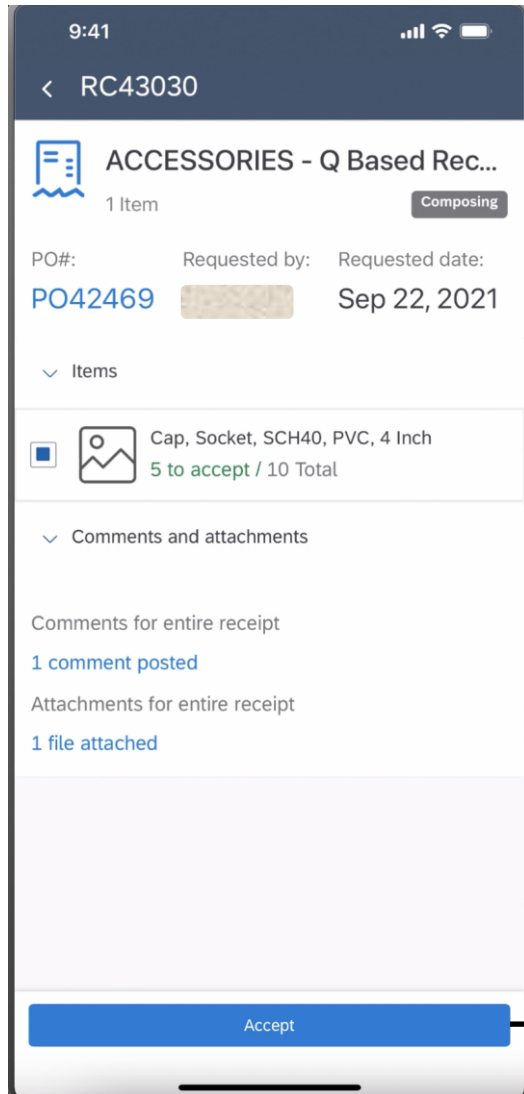 9:41
RC43030
ACCESSORIES - Q Based Rec...
1 Item
Composing
PO#:
Requested by:
Requested date:
PO42469
Sep 22, 2021
Items
Cap, Socket, SCH40, PVC, 4 Inch
5 to accept / 10 Total
Comments and attachments
Comments for entire receipt
1 comment posted
Attachments for entire receipt
1 file attached
Accept